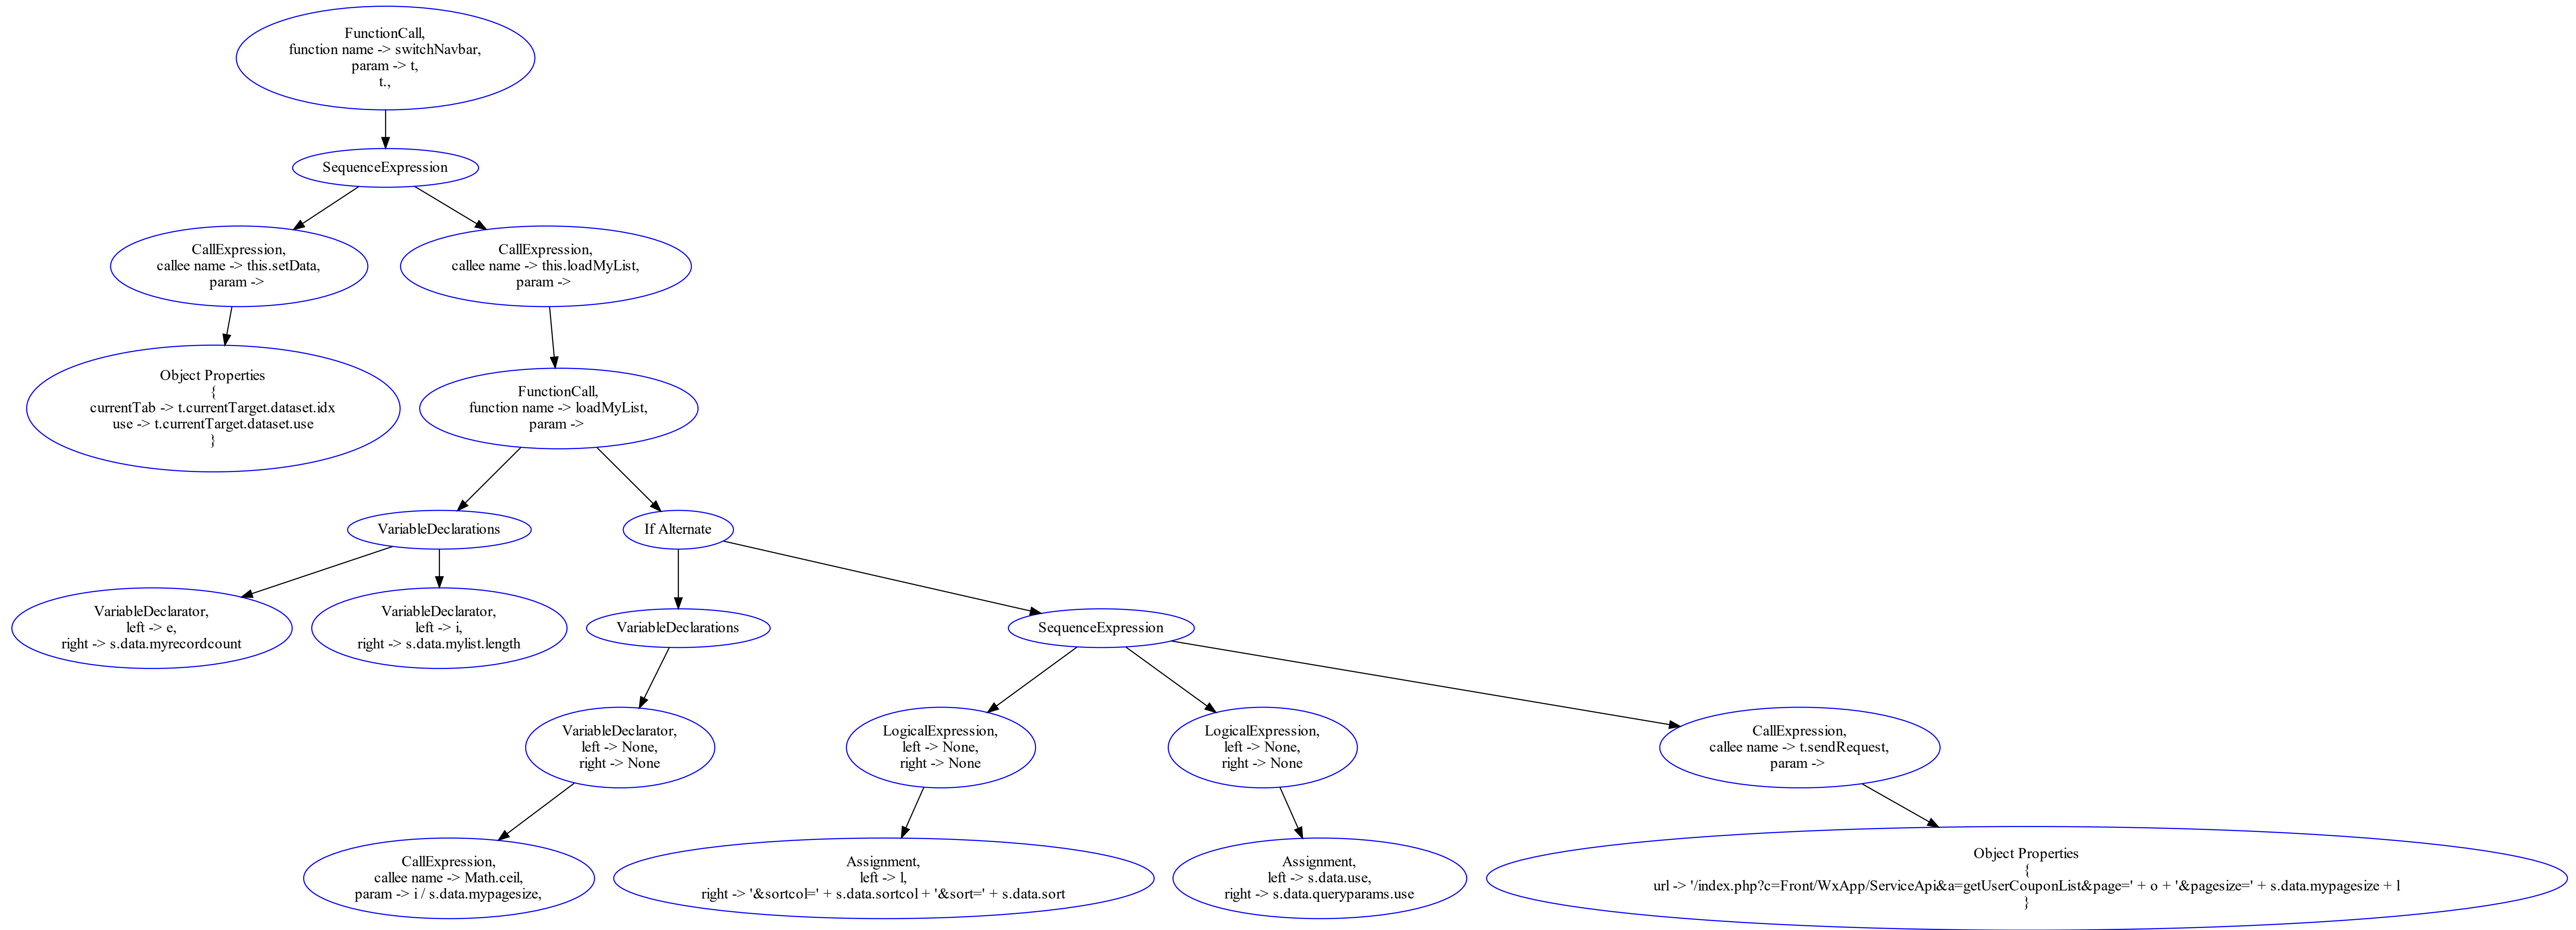 FunctionCall,
function name -> switchNavbar,
param -> t,
t.,
SequenceExpression
CallExpression,
callee name -> this.setData,
param ->
CallExpression,
callee name -> this.loadMyList,
param ->
Object Properties
{
currentTab -> t.currentTarget.dataset.idx
use -> t.currentTarget.dataset.use
}
FunctionCall,
function name -> loadMyList,
param ->
VariableDeclarations
If Alternate
VariableDeclarator,
left -> e,
right -> s.data.myrecordcount
VariableDeclarator,
left -> i,
right -> s.data.mylist.length
VariableDeclarations
SequenceExpression
VariableDeclarator,
left -> None,
right -> None
LogicalExpression,
left -> None,
right -> None
LogicalExpression,
left -> None,
right -> None
CallExpression,
callee name -> t.sendRequest,
param ->
CallExpression,
callee name -> Math.ceil,
param -> i / s.data.mypagesize,
Assignment,
left -> l,
right -> '&sortcol=' + s.data.sortcol + '&sort=' + s.data.sort
Assignment,
left -> s.data.use,
right -> s.data.queryparams.use
Object Properties
{
url -> '/index.php?c=Front/WxApp/ServiceApi&a=getUserCouponList&page=' + o + '&pagesize=' + s.data.mypagesize + l
}